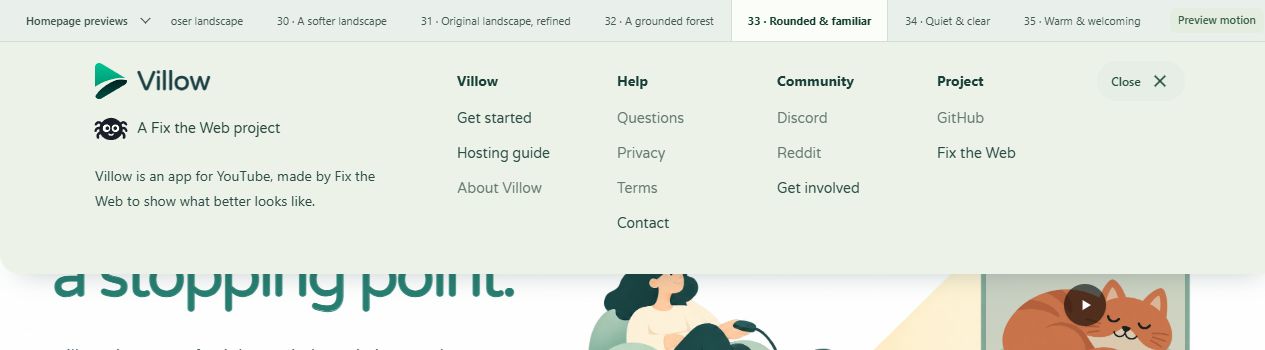 Homepage previews
oser landscape
30 · A softer landscape
31 · Original landscape, refined
32 · A grounded forest
33 · Rounded & familiar
34 · Quiet & clear
35 · Warm & welcoming
Preview motion
Villow
A Fix the Web project
Villow is an app for YouTube, made by Fix the
Web to show what better looks like.
Villow
Get started
Hosting guide
About Villow
Help
Questions
Privacy
Terms
Contact
Community
Discord
Reddit
Get involved
Project
GitHub
Fix the Web
Close
a stopping point.